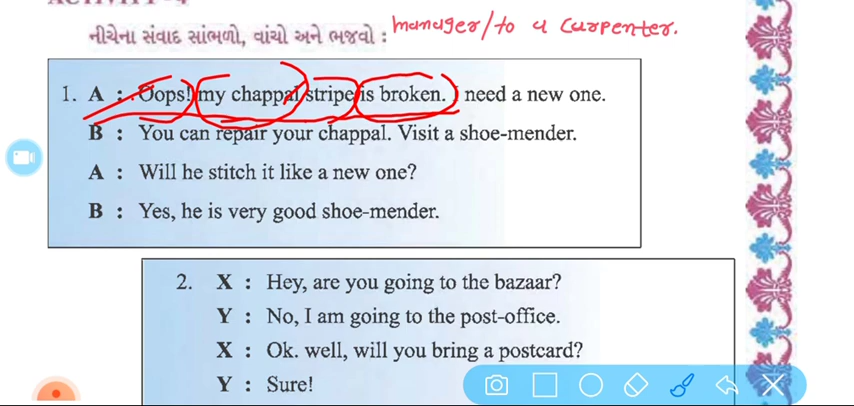 ACTIVITY - 4
નીચેના સંવાદ સાંભળો, વાંચો અને ભજવો :
manager/to a carpenter.
1. A : Oops! my chappal stripe is broken. I need a new one.
B : You can repair your chappal. Visit a shoe-mender.
A : Will he stitch it like a new one?
B : Yes, he is very good shoe-mender.
2. X : Hey, are you going to the bazaar?
Y : No, I am going to the post-office.
X : Ok. well, will you bring a postcard?
Y : Sure!